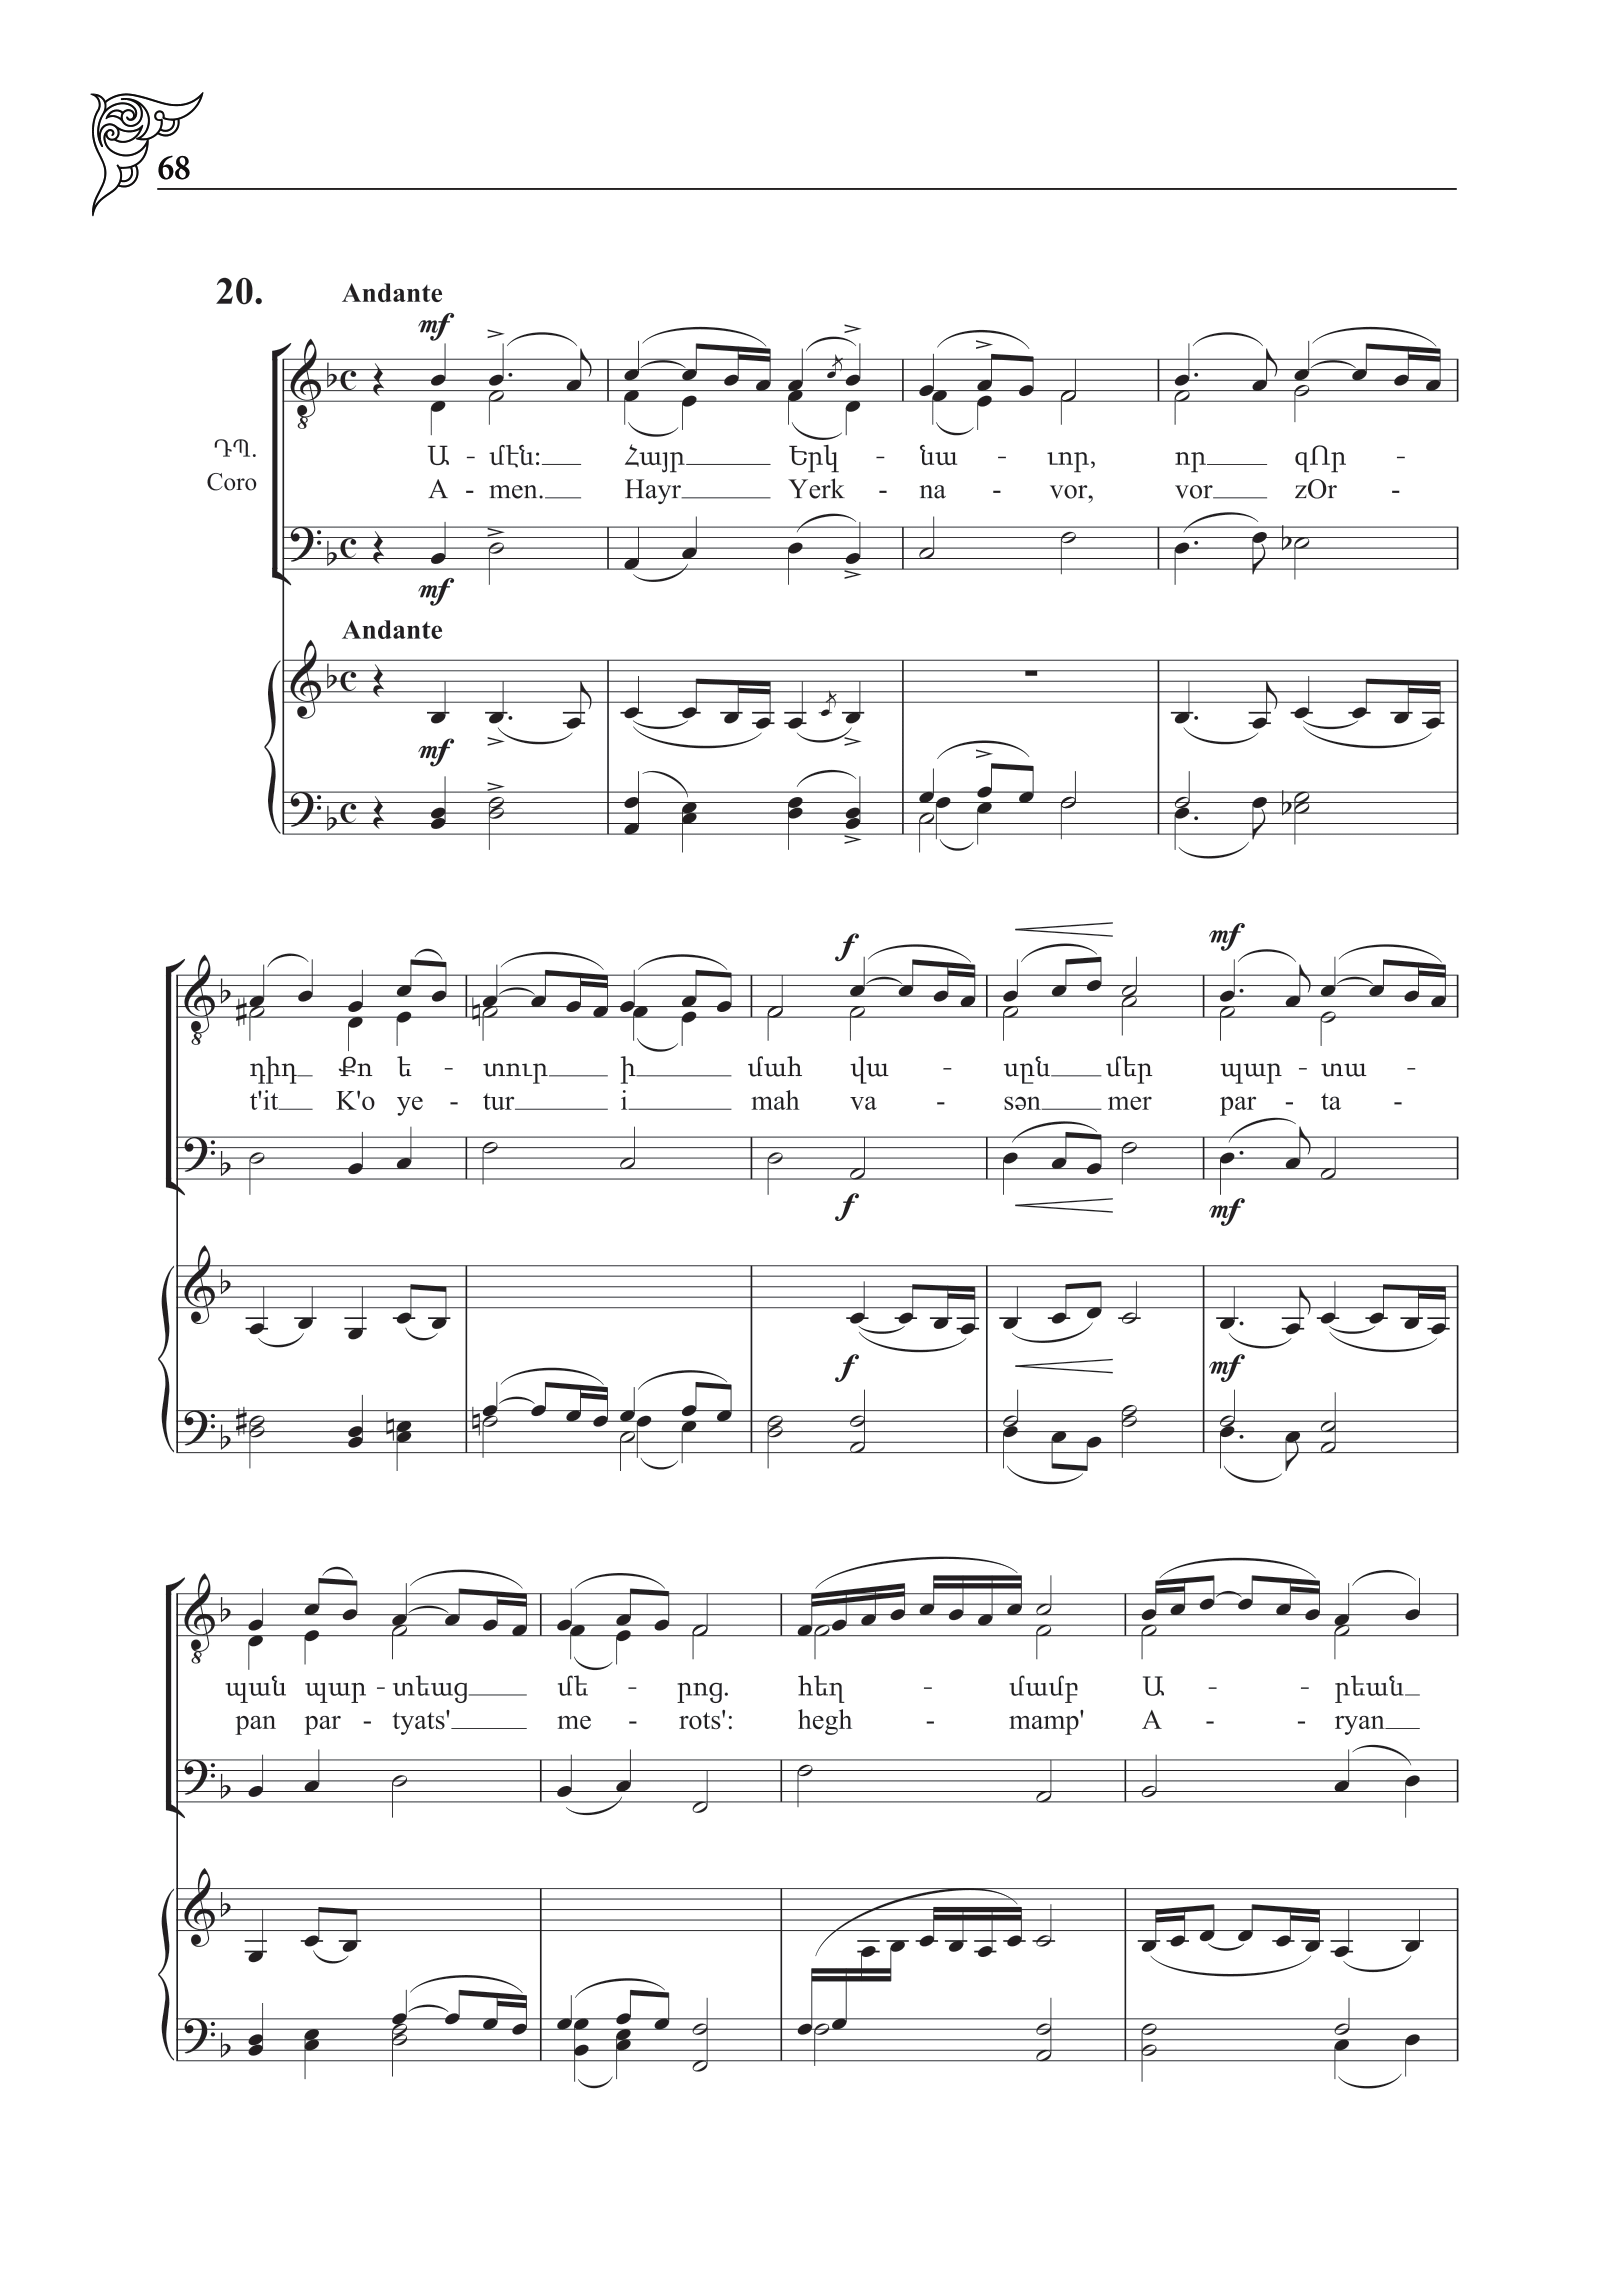 68
20. Andante
mf
ԴՊ.
Coro
Ա - մէն: Հայր Երկ - նա - ւոր, որ զՈր -
A - men. Hayr Yerk - na - vor, vor zOr -
mf
Andante
mf
f mf
դիդ Քո ե - տուր ի մահ վա - սըն մեր պար - տա -
t'it K'o ye - tur i mah va - sən mer par - ta -
f mf
f mf
պան պար - տեաց մե - րոց. հեղ - մամբ Ա - - րեան
pan par - tyats' me - rots': hegh - mamp' A - - ryan